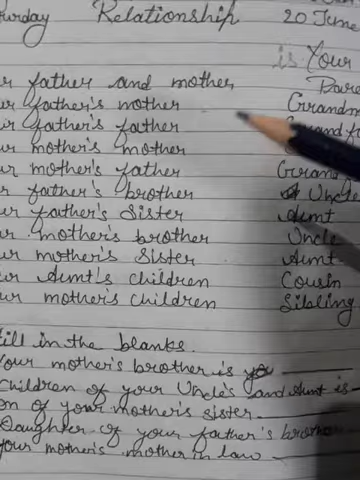 Relationship 20 June
is Your
father and mother Pare
father's mother Grandm
father's father
mother's mother
mother's father Grand
father's brother Uncle
father's Sister Aunt
mother's brother Uncle
mother's Sister Aunt
Aunt's children Cousin
mother's children Sibling
ill in the blanks.
Your mother's brother is
Children of your Uncle's and Aunt is
on of your mother's sister
Daughter of your father's brother
your mother's mother in law